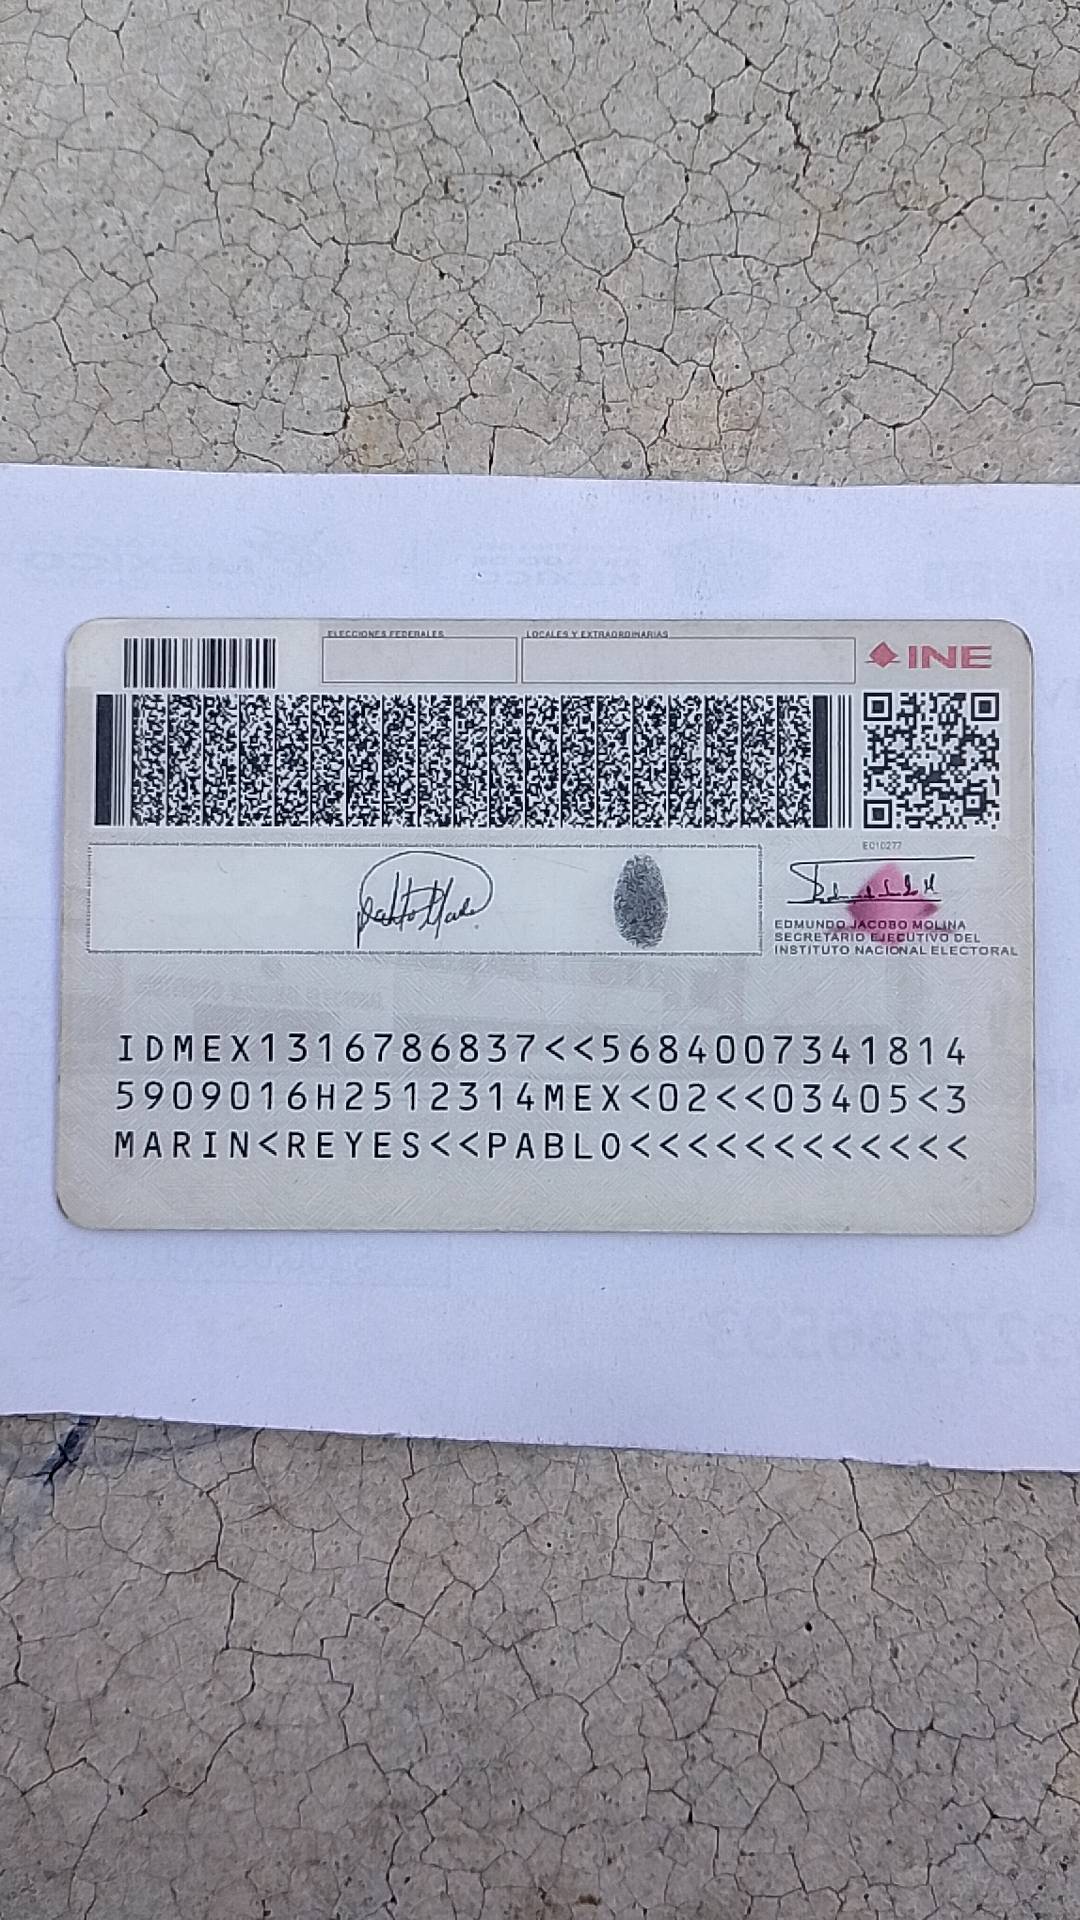 ELECCIONES FEDERALES
LOCALES Y EXTRAORDINARIAS
INE
E010277
EDMUNDO JACOBO MOLINA
SECRETARIO EJECUTIVO DEL
INSTITUTO NACIONAL ELECTORAL
IDMEX1316786837<<5684007341814
5909016H2512314MEX<02<<03405<3
MARIN<REYES<<PABLO<<<<<<<<<<<<